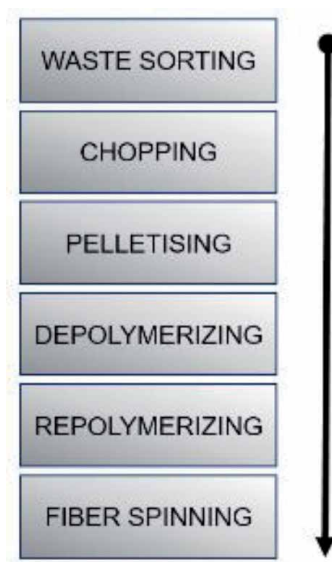 WASTE SORTING
CHOPPING
PELLETISING
DEPOLYMERIZING
REPOLYMERIZING
FIBER SPINNING